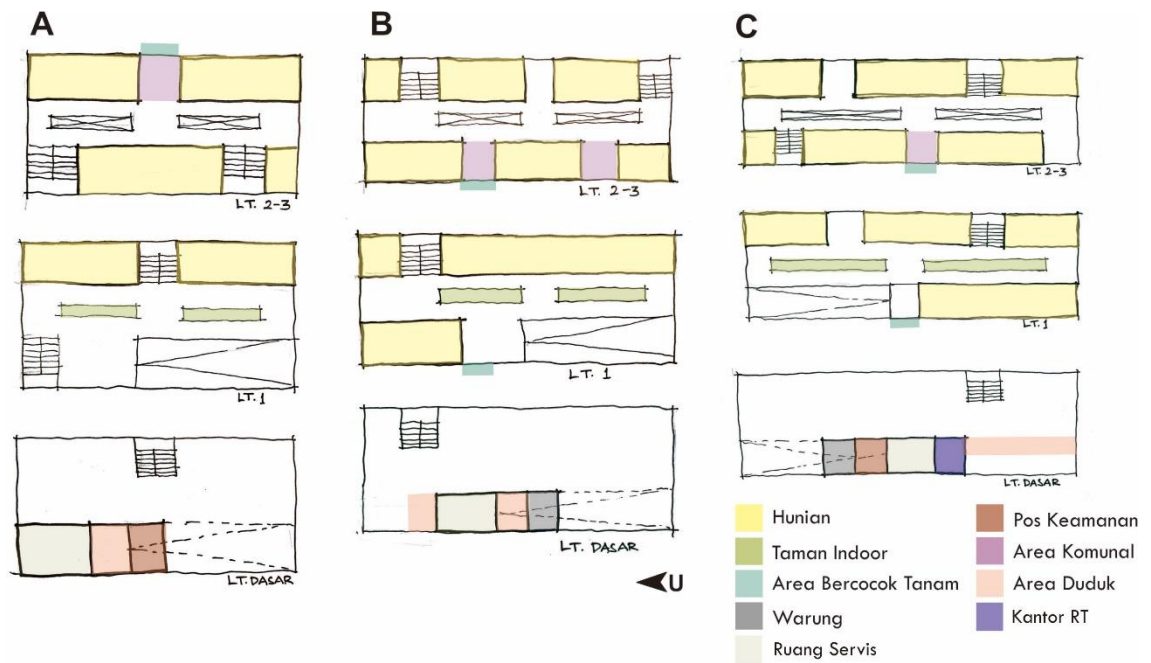 A
B
C
LT. 2-3
LT. 2-3
LT. 2-3
LT. 1
LT. 1
LT. 1
LT. DASAR
LT. DASAR
LT. DASAR
U
Hunian
Taman Indoor
Area Bercocok Tanam
Warung
Ruang Servis
Pos Keamanan
Area Komunal
Area Duduk
Kantor RT